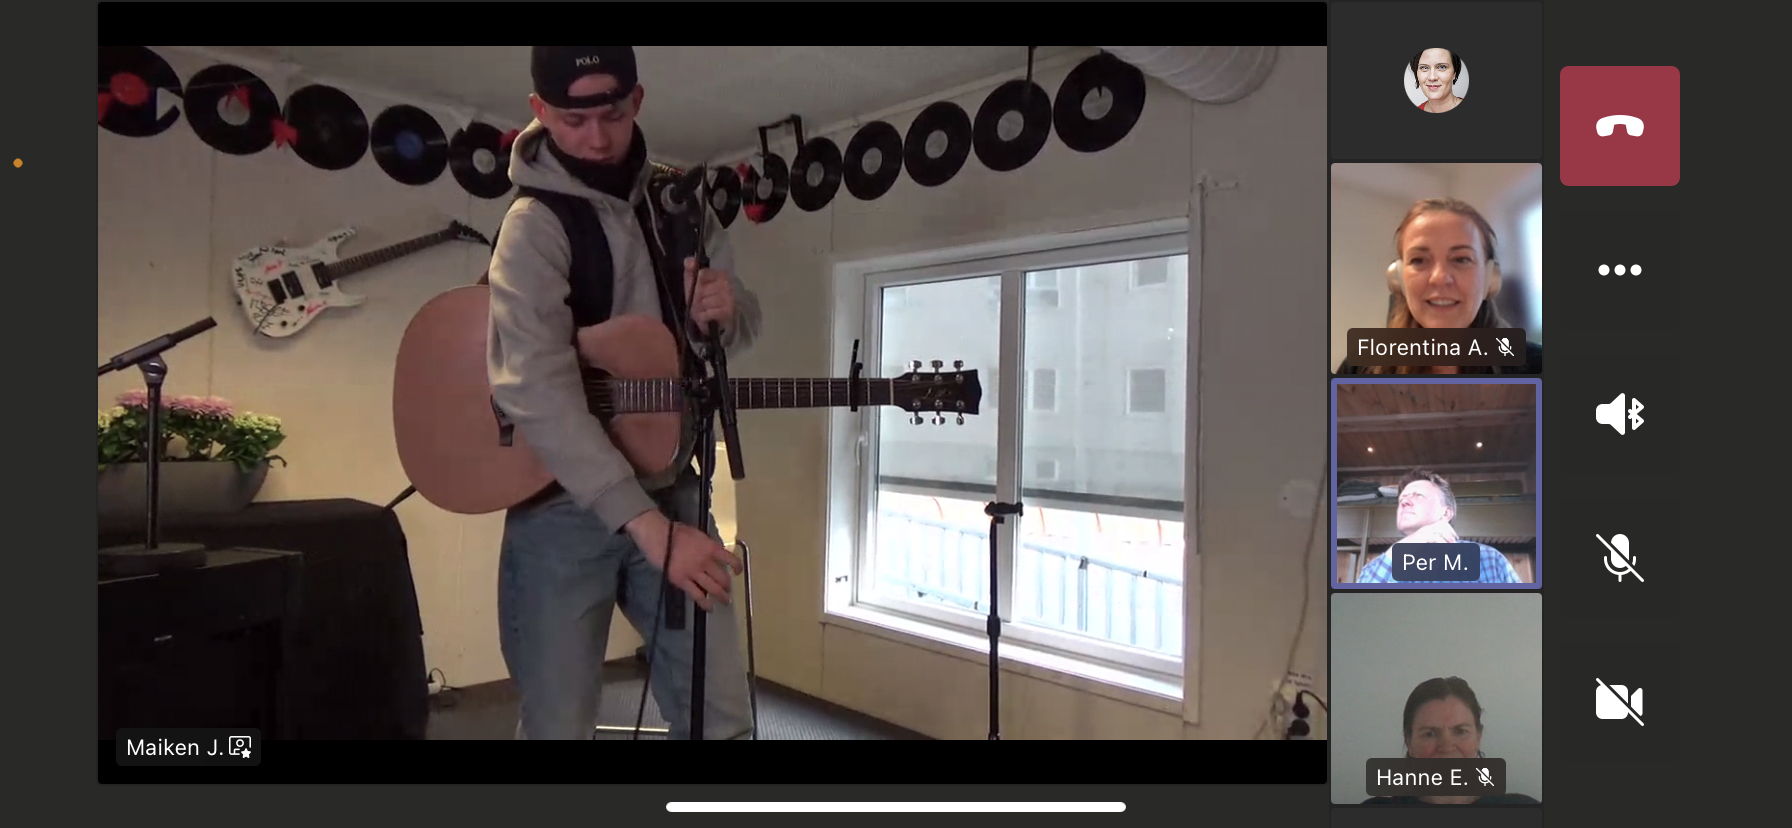 POLO
Florentina A.
Per M.
Hanne E.
Maiken J.